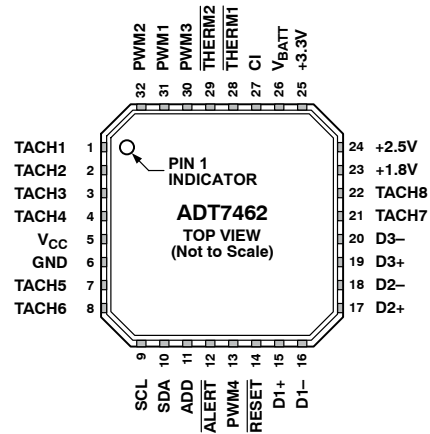 PWM2
PWM1
PWM3
THERM2
THERM1
CI
VBATT
+3.3V
32 31 30 29 28 27 26 25
TACH1 1
TACH2 2
TACH3 3
TACH4 4
VCC 5
GND 6
TACH5 7
TACH6 8
PIN 1
INDICATOR
ADT7462
TOP VIEW
(Not to Scale)
24 +2.5V
23 +1.8V
22 TACH8
21 TACH7
20 D3–
19 D3+
18 D2–
17 D2+
9 10 11 12 13 14 15 16
SCL
SDA
ADD
ALERT
PWM4
RESET
D1+
D1–